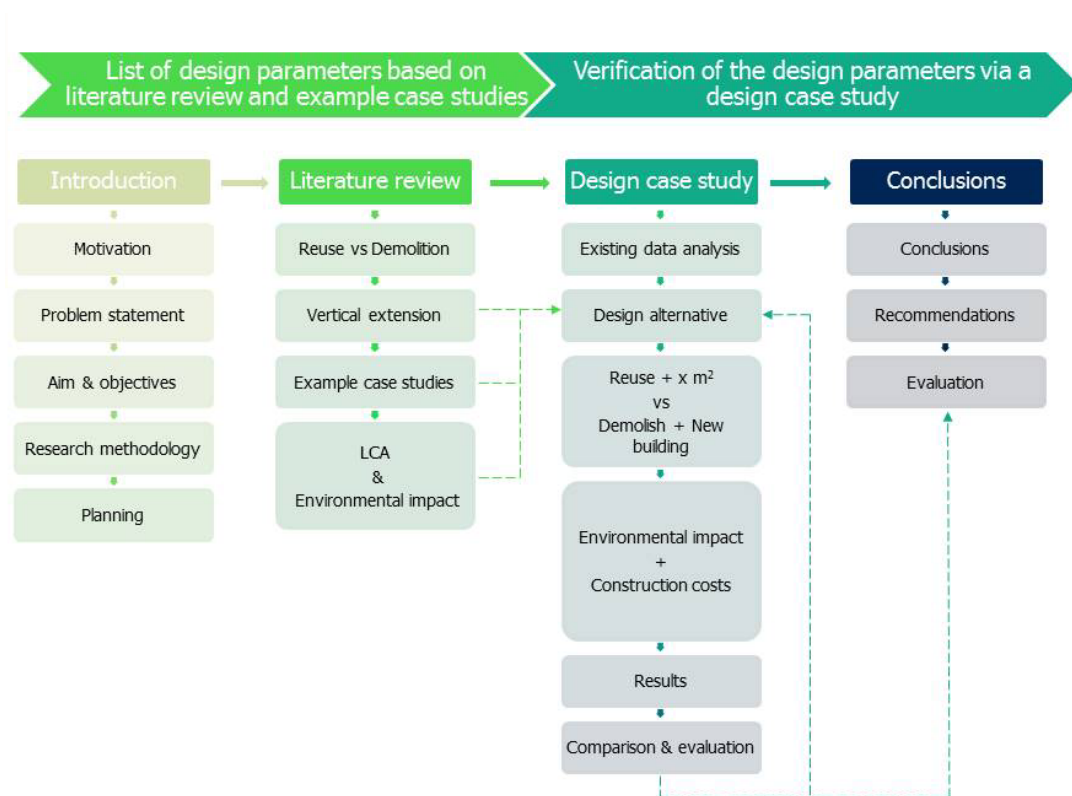 List of design parameters based on
literature review and example case studies
Verification of the design parameters via a
design case study
Introduction
Motivation
Problem statement
Aim & objectives
Research methodology
Planning
Literature review
Reuse vs Demolition
Vertical extension
Example case studies
LCA
&
Environmental impact
Design case study
Existing data analysis
Design alternative
Reuse + x m²
vs
Demolish + New
building
Environmental impact
+
Construction costs
Results
Comparison & evaluation
Conclusions
Conclusions
Recommendations
Evaluation